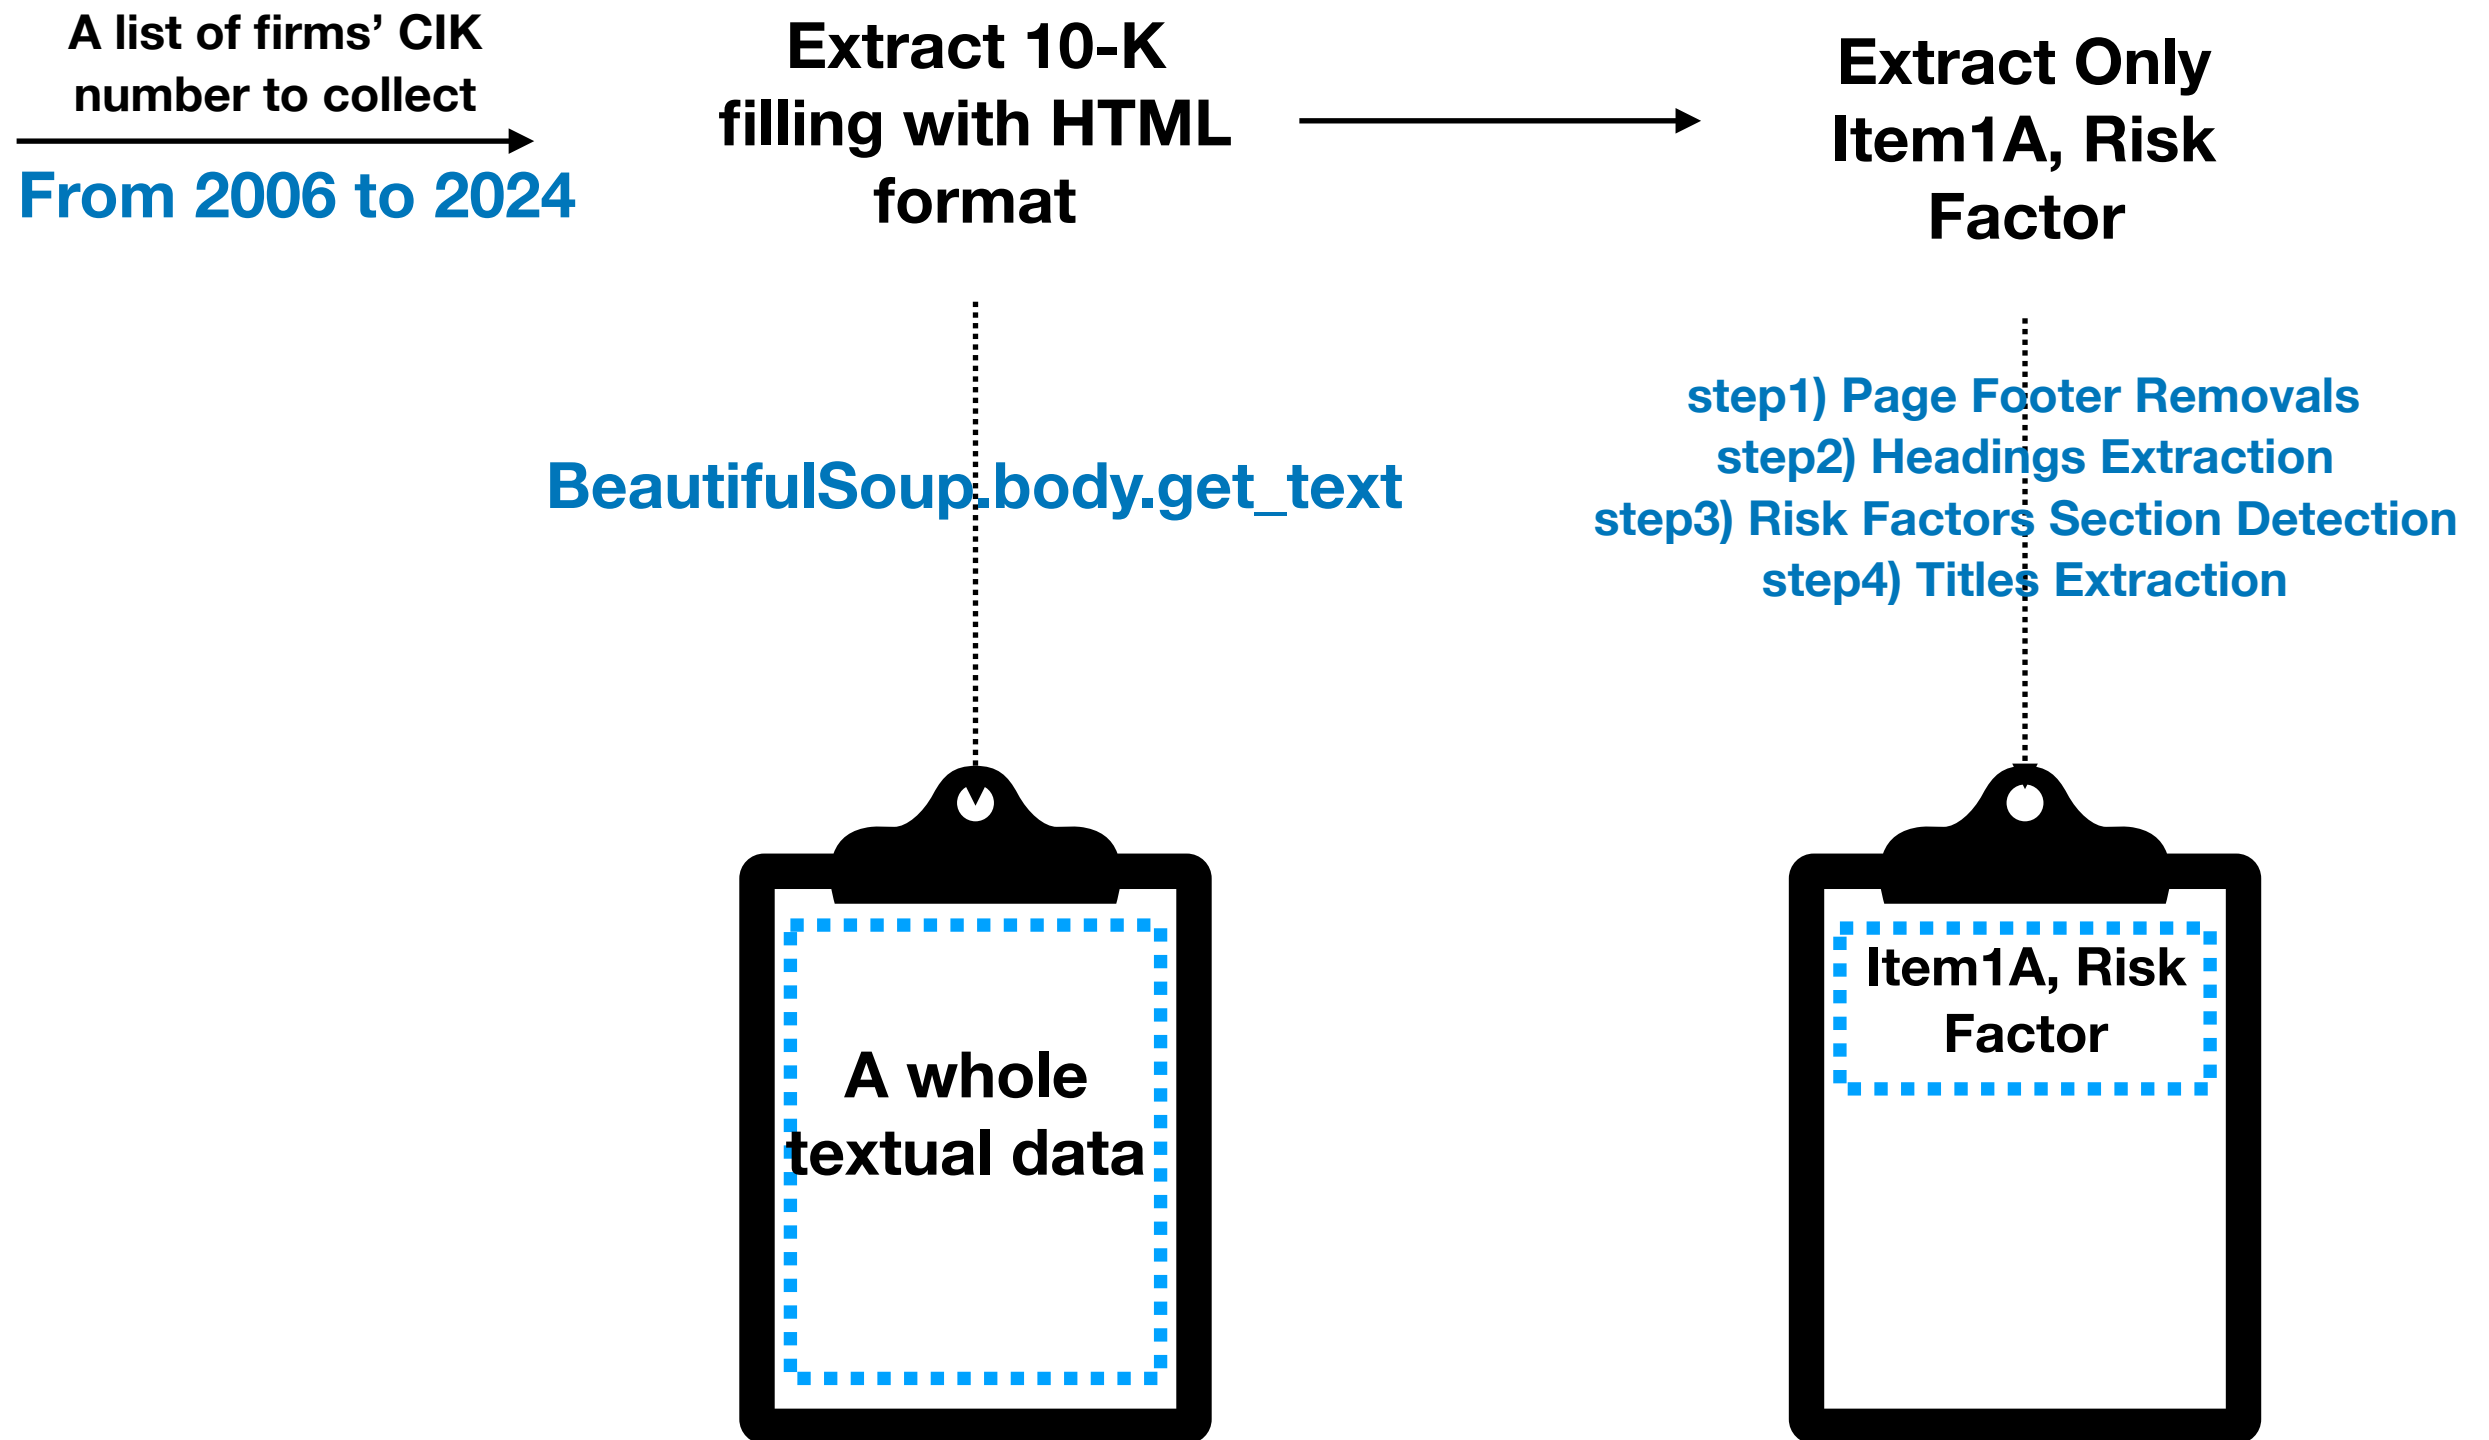 A list of firms’ CIK
number to collect
From 2006 to 2024
Extract 10-K
filling with HTML
format
Extract Only
Item1A, Risk
Factor
BeautifulSoup.body.get_text
step1) Page Footer Removals
step2) Headings Extraction
step3) Risk Factors Section Detection
step4) Titles Extraction
A whole
textual data
Item1A, Risk
Factor